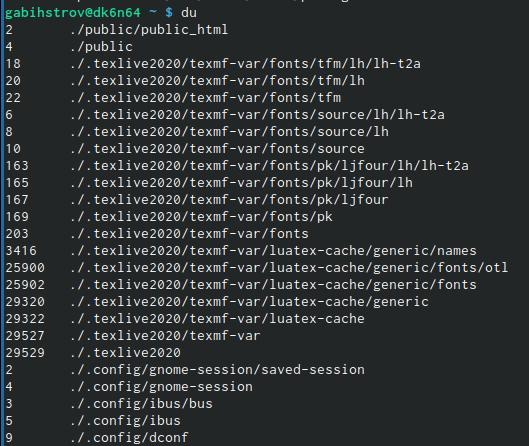 gabihstrov@dk6n64 ~ $ du
2 ./public/public_html
4 ./public
18 ./.texlive2020/texmf-var/fonts/tfm/lh/lh-t2a
20 ./.texlive2020/texmf-var/fonts/tfm/lh
22 ./.texlive2020/texmf-var/fonts/tfm
6 ./.texlive2020/texmf-var/fonts/source/lh/lh-t2a
8 ./.texlive2020/texmf-var/fonts/source/lh
10 ./.texlive2020/texmf-var/fonts/source
163 ./.texlive2020/texmf-var/fonts/pk/ljfour/lh/lh-t2a
165 ./.texlive2020/texmf-var/fonts/pk/ljfour/lh
167 ./.texlive2020/texmf-var/fonts/pk/ljfour
169 ./.texlive2020/texmf-var/fonts/pk
203 ./.texlive2020/texmf-var/fonts
3416 ./.texlive2020/texmf-var/luatex-cache/generic/names
25900 ./.texlive2020/texmf-var/luatex-cache/generic/fonts/otl
25902 ./.texlive2020/texmf-var/luatex-cache/generic/fonts
29320 ./.texlive2020/texmf-var/luatex-cache/generic
29322 ./.texlive2020/texmf-var/luatex-cache
29527 ./.texlive2020/texmf-var
29529 ./.texlive2020
2 ./.config/gnome-session/saved-session
4 ./.config/gnome-session
3 ./.config/ibus/bus
5 ./.config/ibus
9 ./.config/dconf